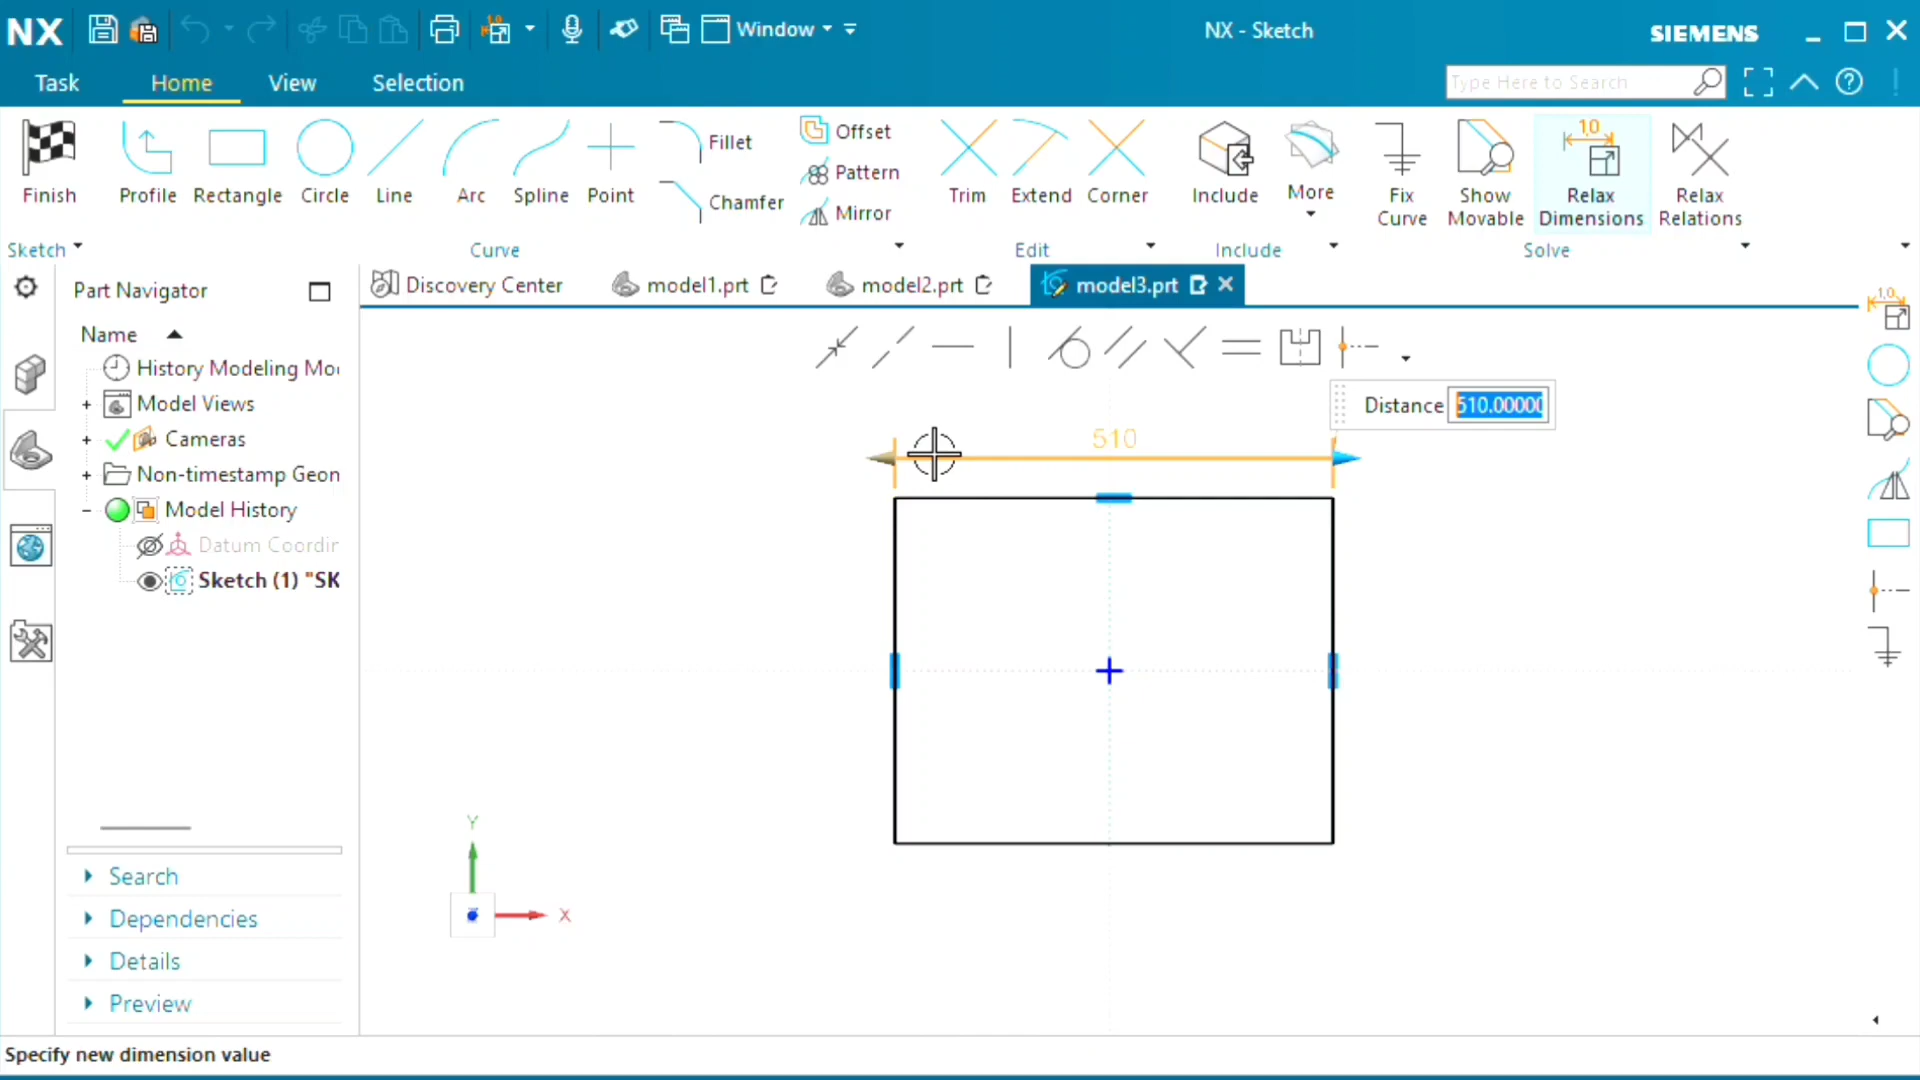 NX
Window
NX - Sketch
SIEMENS
Task
Home
View
Selection
Type Here to Search
Finish
Profile
Rectangle
Circle
Line
Arc
Spline
Point
Fillet
Chamfer
Offset
Pattern
Mirror
Trim
Extend
Corner
Include
More
Fix
Curve
Show
Movable
1,0
Relax
Dimensions
Relax
Relations
Sketch
Curve
Edit
Include
Solve
Part Navigator
Discovery Center
model1.prt
model2.prt
model3.prt
1,0
Name
History Modeling Mo
Model Views
Cameras
Non-timestamp Geon
Model History
Datum Coordir
Sketch (1) "SK
Distance 510.00000
510
Y
X
Search
Dependencies
Details
Preview
Specify new dimension value